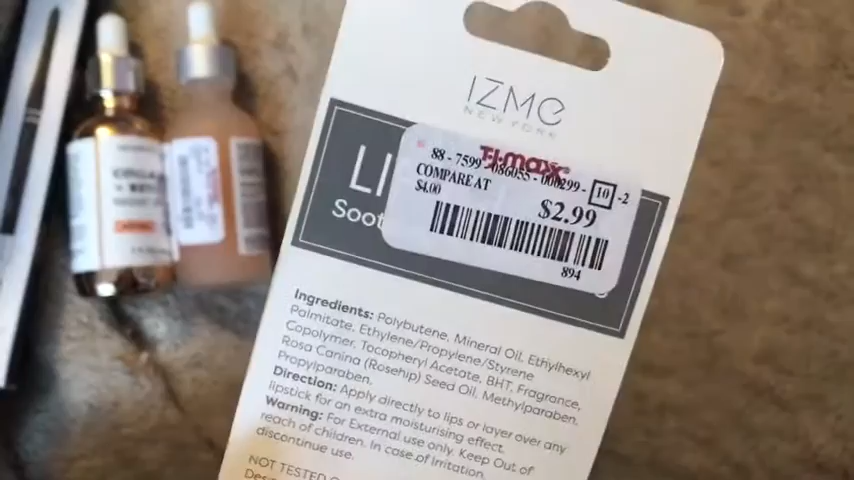 IZME
NEW YORK
T.J.maxx
88 - 7599 - 086055 - 000299 - 10 -2
COMPARE AT
$4.00
$2.99
894
LI
Soot
Ingredients: Polybutene, Mineral Oil, Ethylhexyl
Palmitate, Ethylene/Propylene/Styrene
Copolymer, Tocopheryl Acetate, BHT, Fragrance,
Rosa Canina (Rosehip) Seed Oil, Methylparaben,
Propylparaben.
Direction: Apply directly to lips or layer over any
lipstick for an extra moisturising effect.
Warning: For external use only. Keep Out of
reach of children. In case of Irritation,
discontinue use.
NOT TESTED